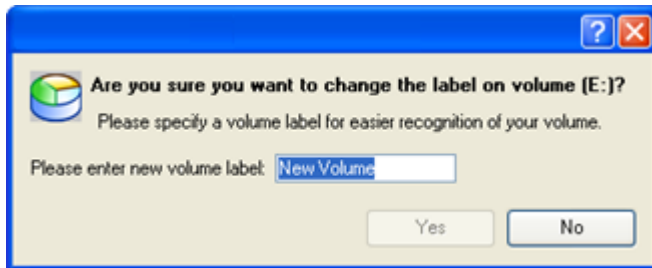 ?
Are you sure you want to change the label on volume (E:)?
Please specify a volume label for easier recognition of your volume.
Please enter new volume label: New Volume
Yes No